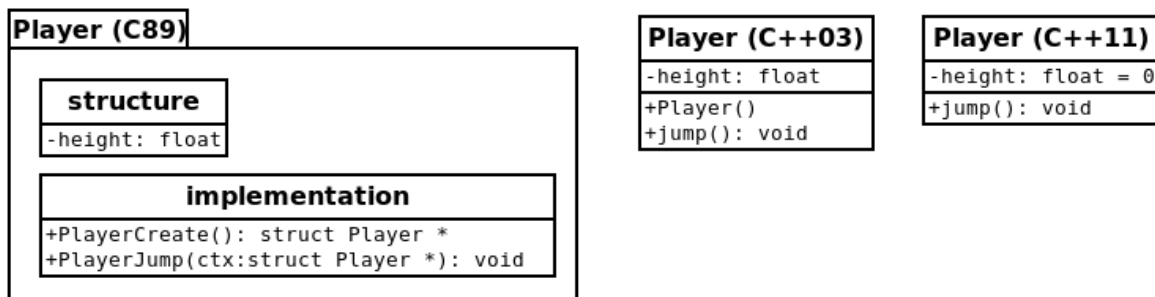 Player (C89)
structure
-height: float
implementation
+PlayerCreate(): struct Player *
+PlayerJump(ctx:struct Player *): void
Player (C++03)
-height: float
+Player()
+jump(): void
Player (C++11)
-height: float = 0
+jump(): void